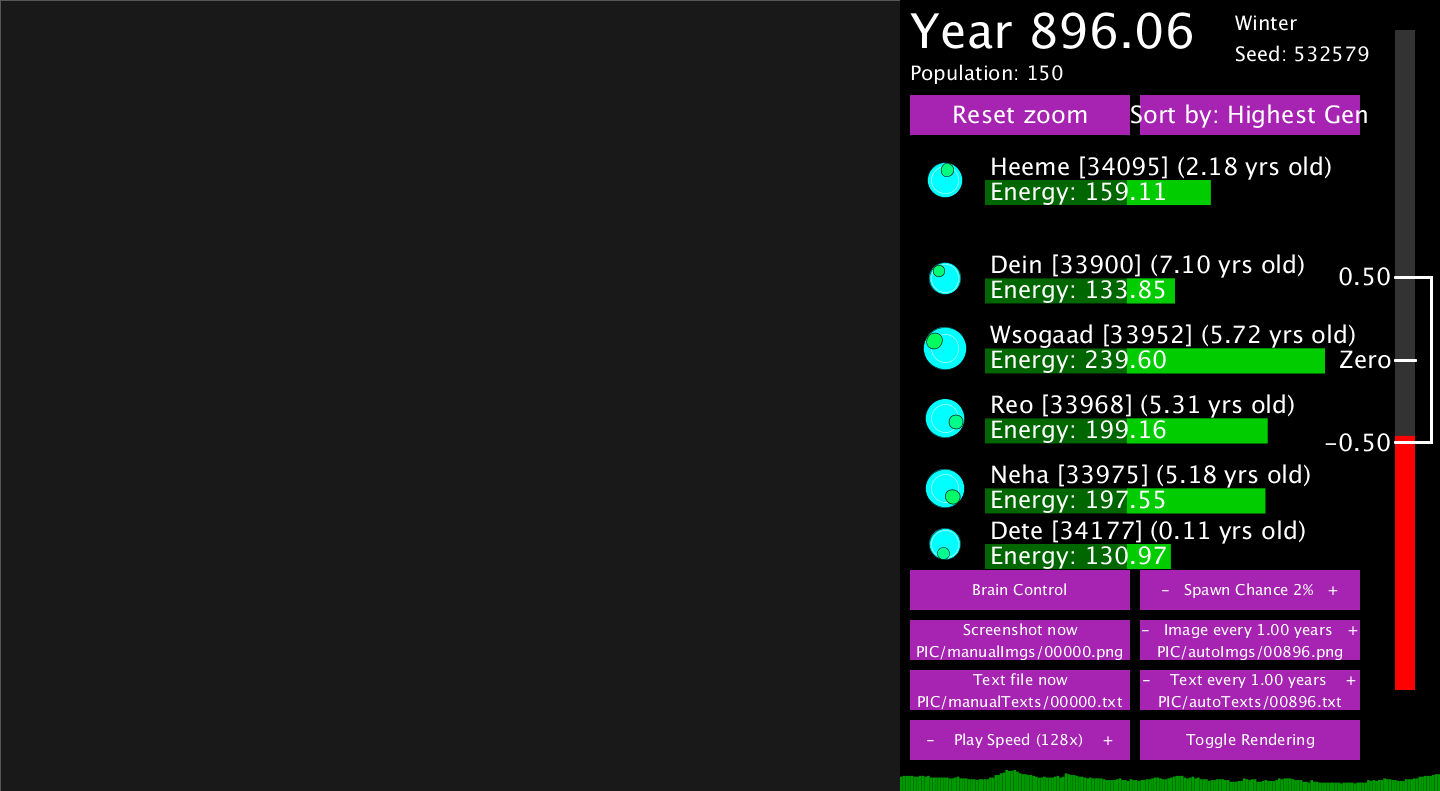 Year 896.06
Winter
Seed: 532579
Population: 150
Reset zoom
Sort by: Highest Gen
Heeme [34095] (2.18 yrs old)
Energy: 159.11
Dein [33900] (7.10 yrs old)
Energy: 133.85
0.50
Wsogaad [33952] (5.72 yrs old)
Energy: 239.60
Zero
Reo [33968] (5.31 yrs old)
Energy: 199.16
-0.50
Neha [33975] (5.18 yrs old)
Energy: 197.55
Dete [34177] (0.11 yrs old)
Energy: 130.97
Brain Control
- Spawn Chance 2% +
Screenshot now
PIC/manualImgs/00000.png
- Image every 1.00 years +
PIC/autoImgs/00896.png
Text file now
PIC/manualTexts/00000.txt
- Text every 1.00 years +
PIC/autoTexts/00896.txt
- Play Speed (128x) +
Toggle Rendering